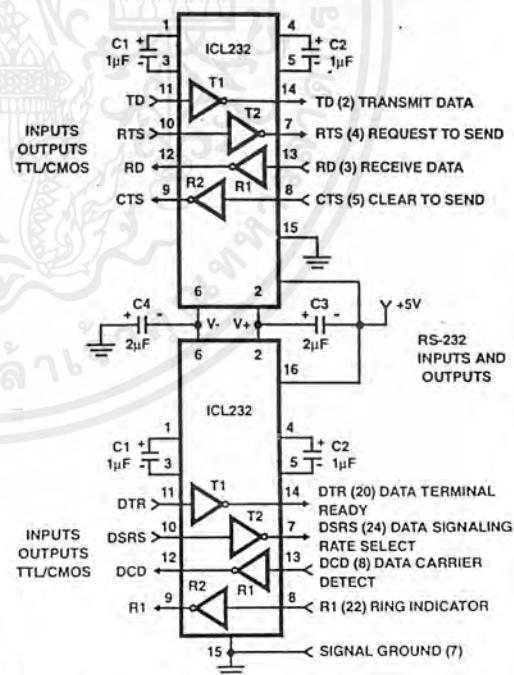 1
4
C1
+
-
1µF
ICL232
+
-
C2
1µF
3
5
T1
11
14
TD
TD (2) TRANSMIT DATA
T2
INPUTS
OUTPUTS
TTL/CMOS
10
7
RTS
RTS (4) REQUEST TO SEND
12
13
RD
RD (3) RECEIVE DATA
R2
R1
9
8
CTS
CTS (5) CLEAR TO SEND
15
6
2
C4
+
-
2µF
V-
V+
C3
+
-
2µF
+5V
6
2
RS-232
INPUTS AND
OUTPUTS
16
ICL232
1
4
C1
+
-
1µF
+
-
C2
1µF
3
5
T1
11
14
DTR
DTR (20) DATA TERMINAL
READY
T2
INPUTS
OUTPUTS
TTL/CMOS
10
7
DSRS
DSRS (24) DATA SIGNALING
RATE SELECT
12
13
DCD
DCD (8) DATA CARRIER
DETECT
R2
R1
9
8
R1
R1 (22) RING INDICATOR
15
SIGNAL GROUND (7)